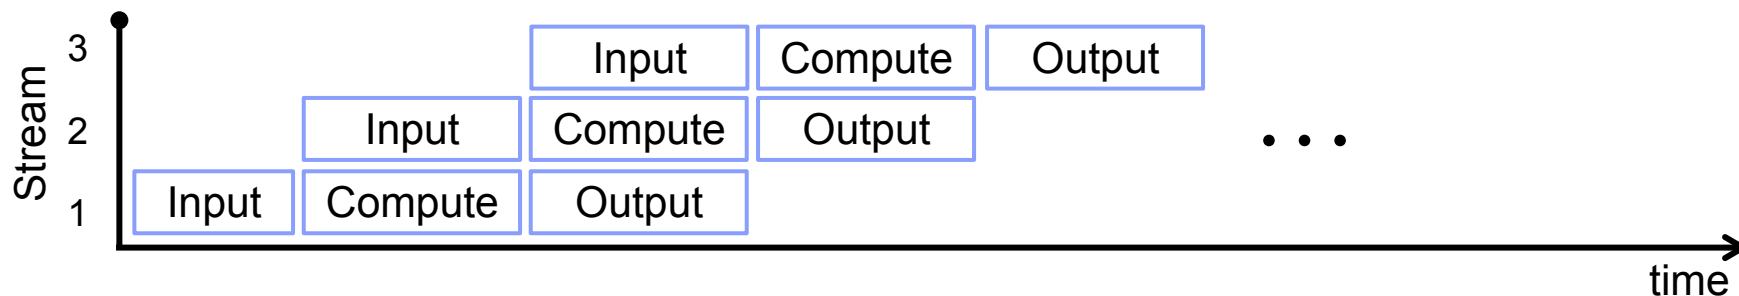 Stream
3
Input Compute Output
2
Input Compute Output
. . .
1
Input Compute Output
time